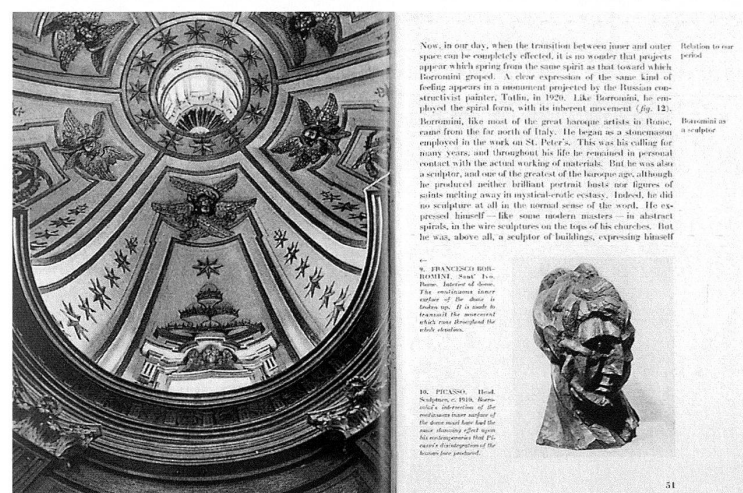 Now, in our day, when the transition between inner and outer
space can be completely effected, it is no wonder that projects
appear which spring from the same spirit as that toward which
Borromini groped. A clear expression of the same kind of
feeling appears in a monument projected by the Russian con-
structivist painter, Tatlin, in 1920. Like Borromini, he em-
ployed the spiral form, with its inherent movement (fig. 12).
Relation to our
period
Borromini, like most of the great baroque artists in Rome,
came from the far north of Italy. He began as a stonemason
employed in the work on St. Peter's. This was his calling for
many years, and throughout his life he remained in personal
contact with the actual working of materials. But he was also
a sculptor, and one of the greatest of the baroque age, although
he produced neither brilliant portrait busts nor figures of
saints melting away in mystical-erotic ecstasy. Indeed, he did
no sculpture at all in the normal sense of the word. He ex-
pressed himself — like some modern masters — in abstract
spirals, in the wire sculptures on the tops of his churches. But
he was, above all, a sculptor of buildings, expressing himself
Borromini as
a sculptor
←
9. FRANCESCO BOR-
ROMINI. Sant' Ivo,
Rome. Interior of dome.
The continuous inner
surface of the dome is
broken up. It is made to
transmit the movement
which runs throughout the
whole elevation.
10. PICASSO. Head.
Sculpture, c. 1910. Borro-
mini's intersection of the
continuous inner surface of
the dome must have had the
same stunning effect upon
his contemporaries that Pi-
casso's disintegration of the
human face produced.
51